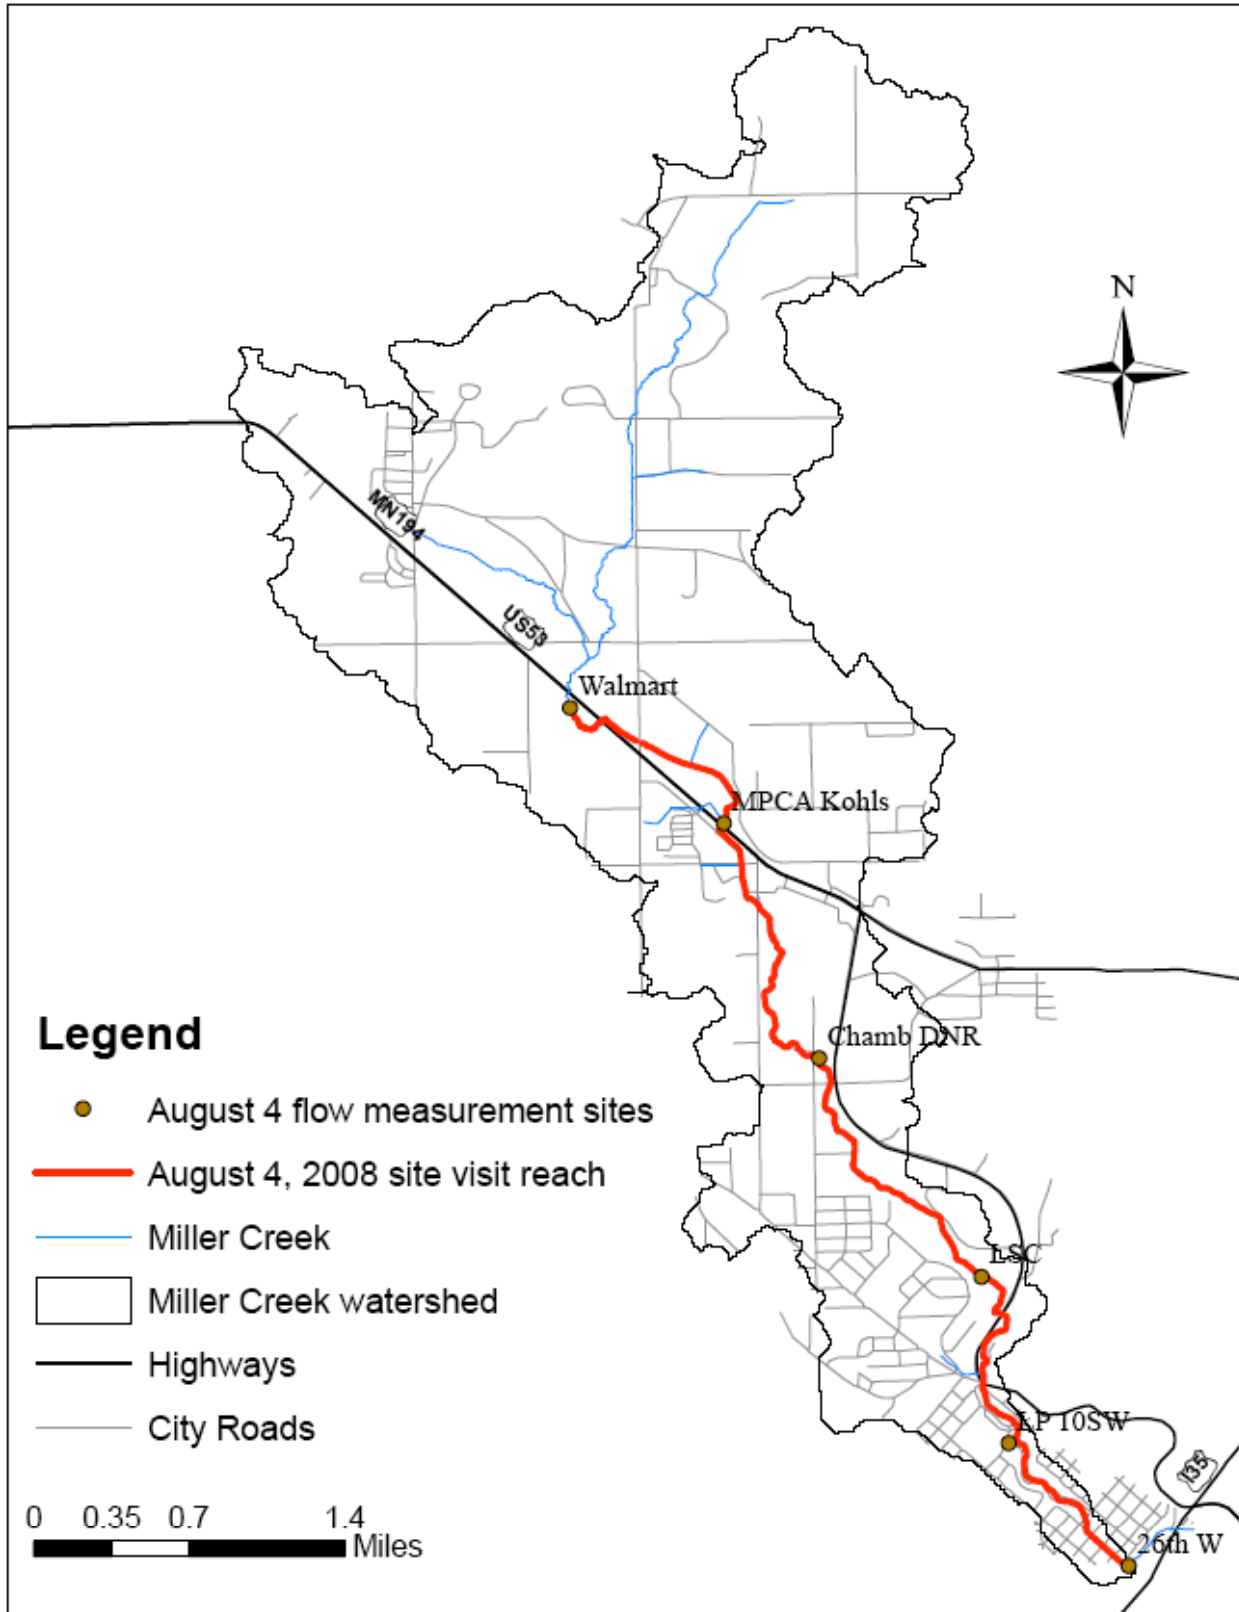 N
MN194
US53
Walmart
MPCA Kohls
Chamb DNR
LSC
LP 10SW
I35
26th W
Legend
August 4 flow measurement sites
August 4, 2008 site visit reach
Miller Creek
Miller Creek watershed
Highways
City Roads
0 0.35 0.7 1.4
Miles